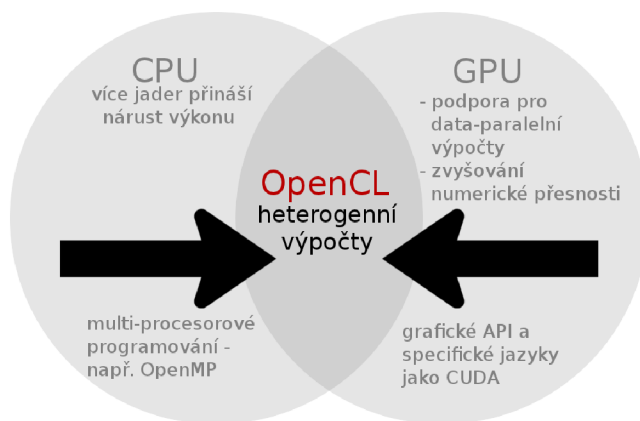 CPU
více jader přináší
nárust výkonu
GPU
- podpora pro
data-paralelní
výpočty
- zvyšování
numerické přesnosti
OpenCL
heterogenní
výpočty
multi-procesorové
programování -
např. OpenMP
grafické API a
specifické jazyky
jako CUDA